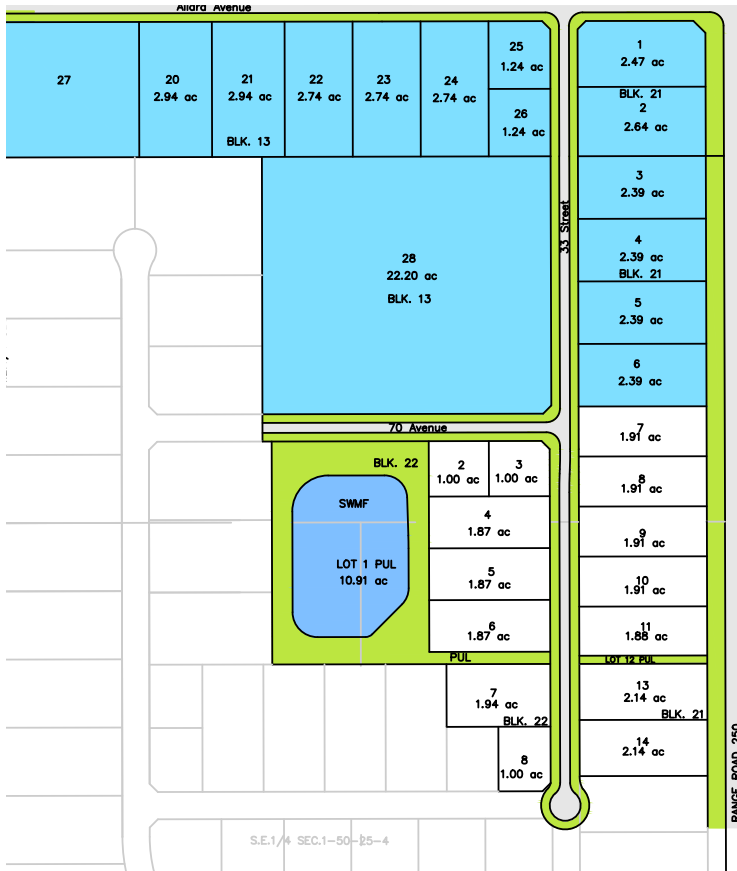 Allard Avenue
27
20
2.94 ac
21
2.94 ac
BLK. 13
22
2.74 ac
23
2.74 ac
24
2.74 ac
25
1.24 ac
26
1.24 ac
1
2.47 ac
BLK. 21
2
2.64 ac
3
2.39 ac
4
2.39 ac
BLK. 21
5
2.39 ac
6
2.39 ac
33 Street
28
22.20 ac
BLK. 13
70 Avenue
7
1.91 ac
8
1.91 ac
9
1.91 ac
10
1.91 ac
11
1.88 ac
LOT 12 PUL
13
2.14 ac
BLK. 21
14
2.14 ac
BLK. 22
2
1.00 ac
3
1.00 ac
4
1.87 ac
5
1.87 ac
6
1.87 ac
PUL
SWMF
LOT 1 PUL
10.91 ac
7
1.94 ac
BLK. 22
8
1.00 ac
RANGE ROAD 250
S.E.1/4 SEC.1-50-25-4